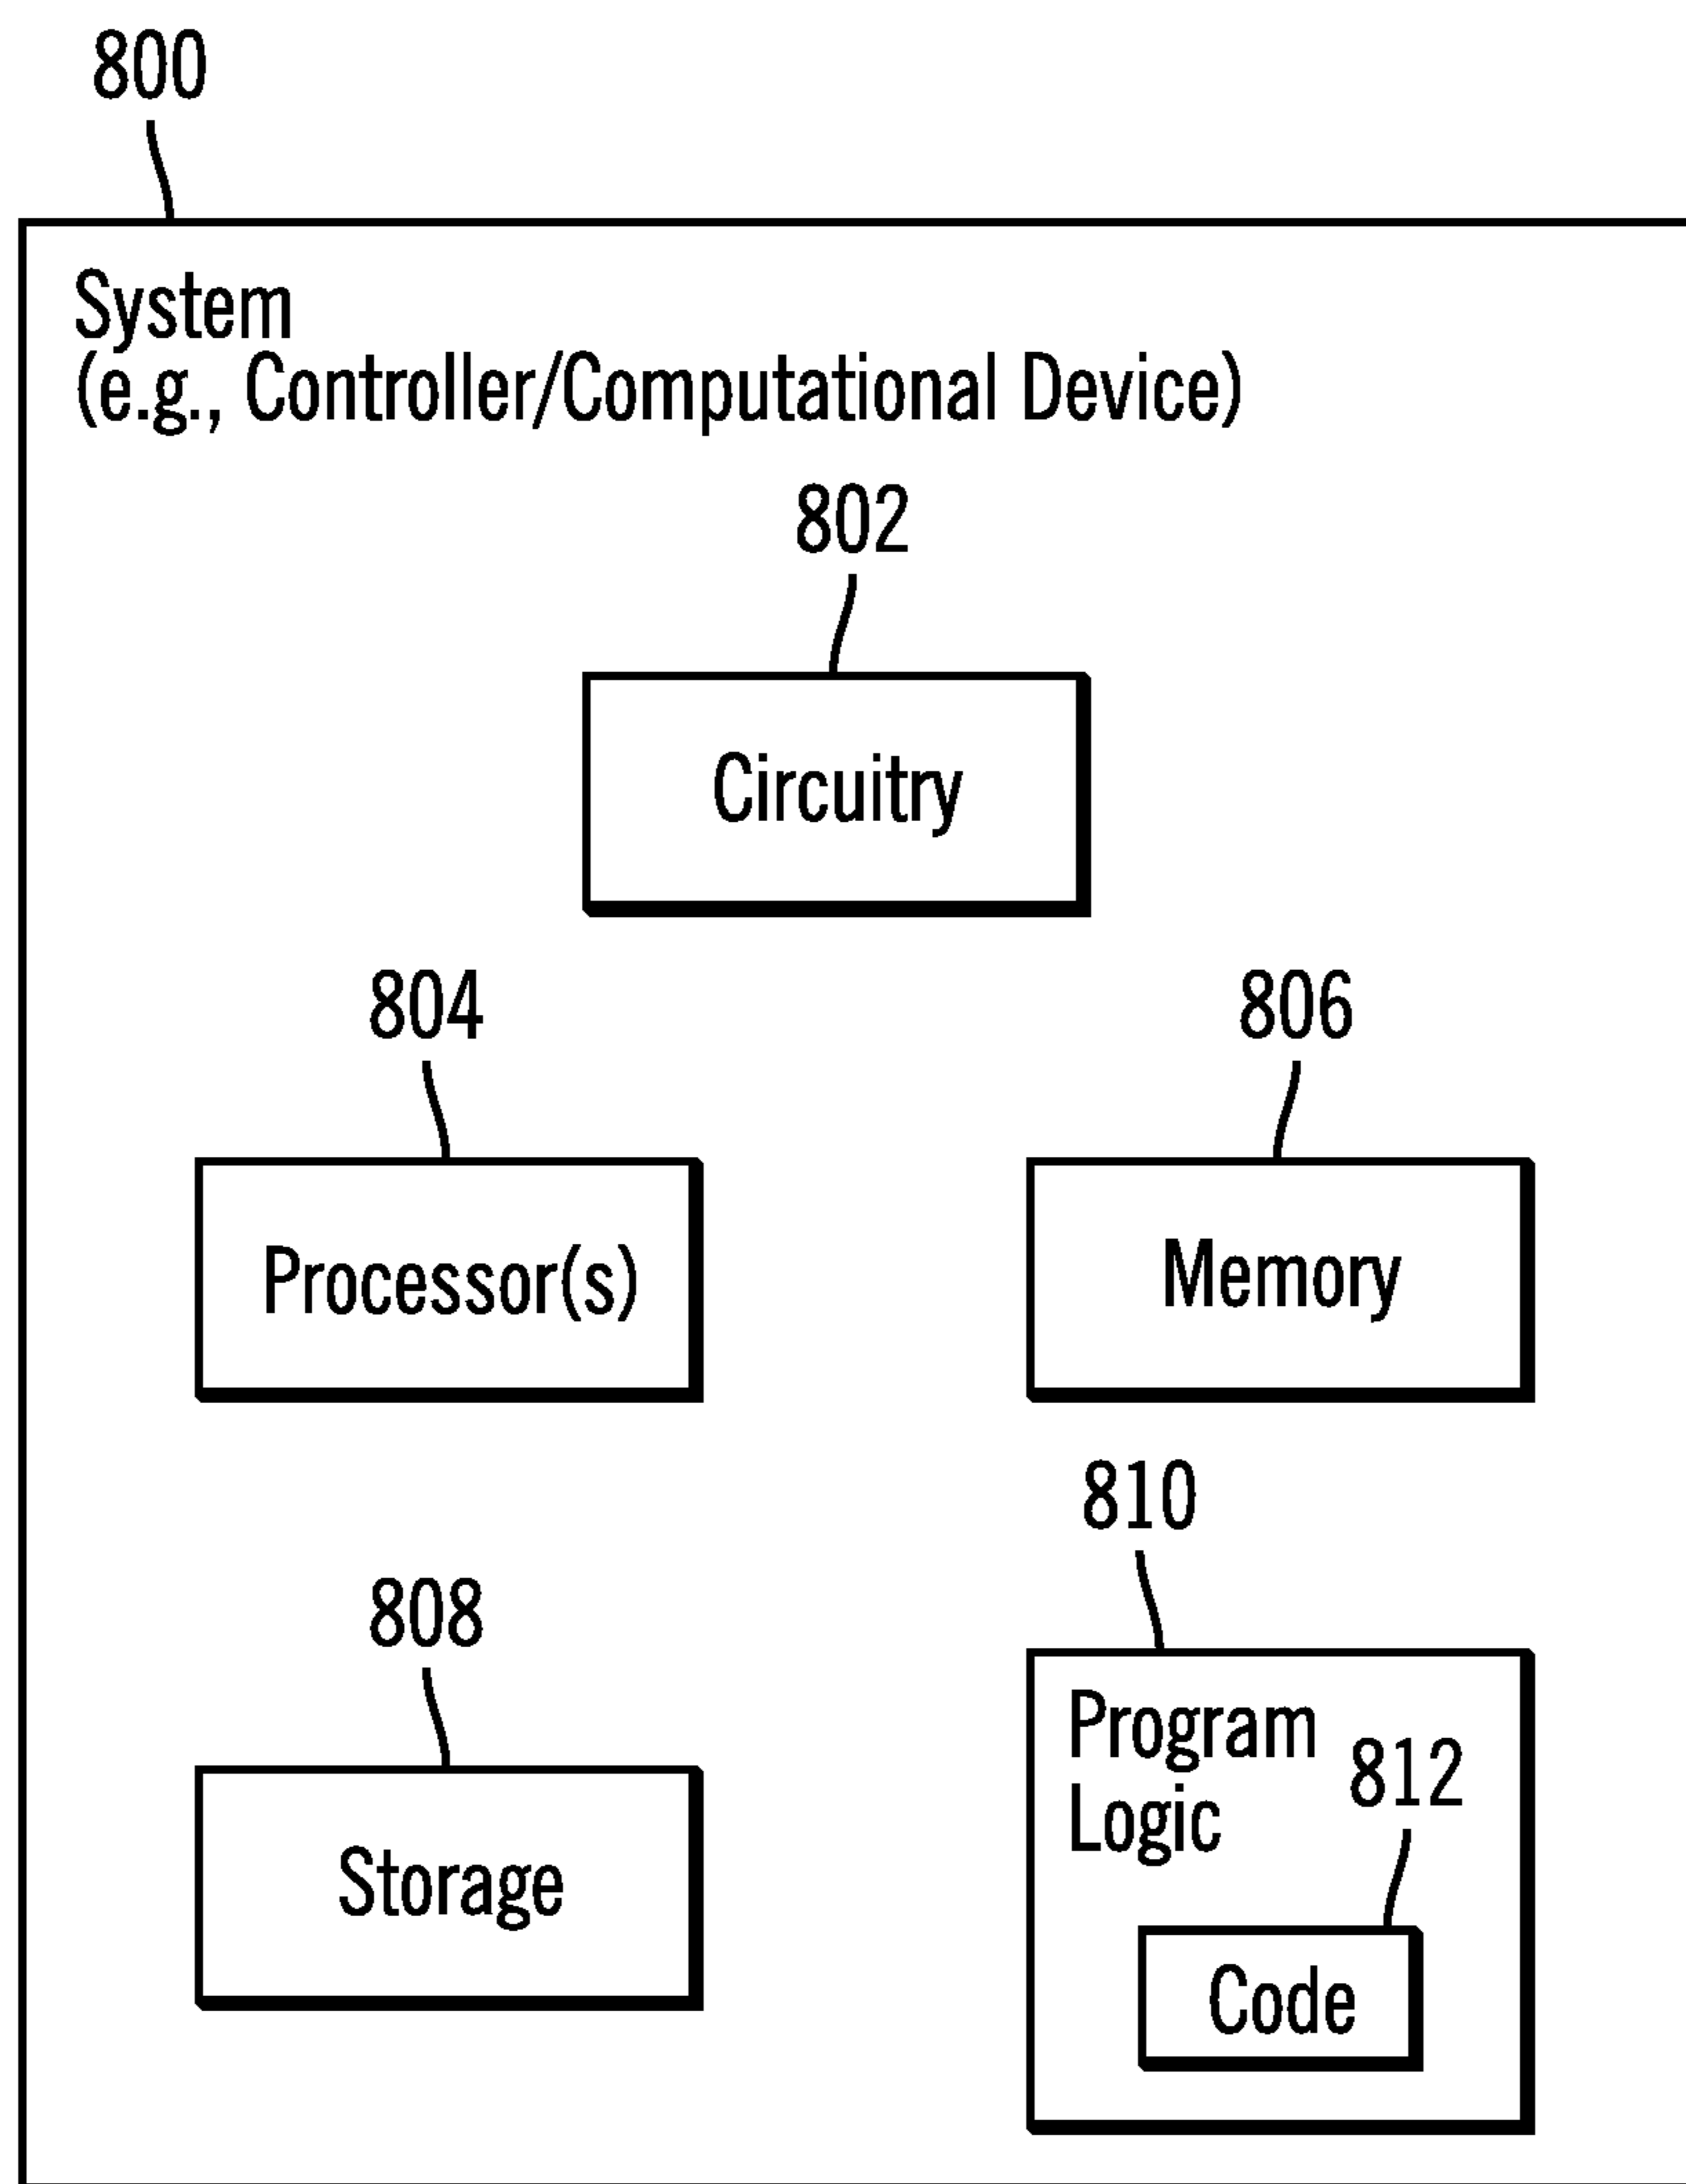 800
System
(e.g., Controller/Computational Device)
802
Circuitry
804
806
Processor(s)
Memory
810
808
Program
Logic
812
Storage
Code